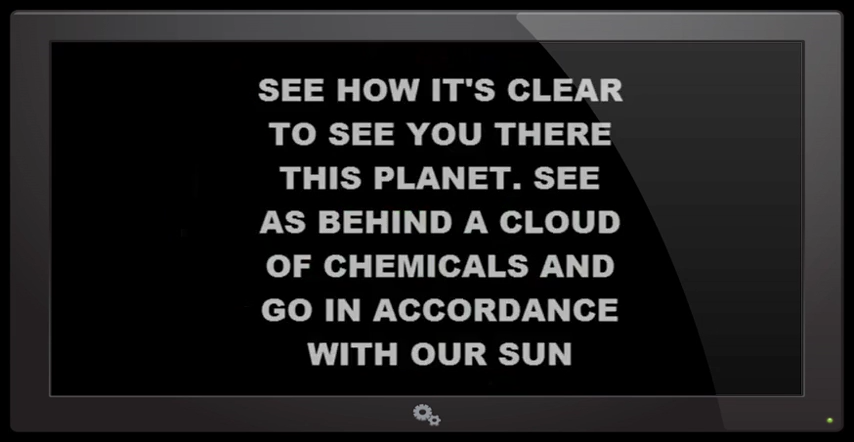 SEE HOW IT'S CLEAR
TO SEE YOU THERE
THIS PLANET. SEE
AS BEHIND A CLOUD
OF CHEMICALS AND
GO IN ACCORDANCE
WITH OUR SUN